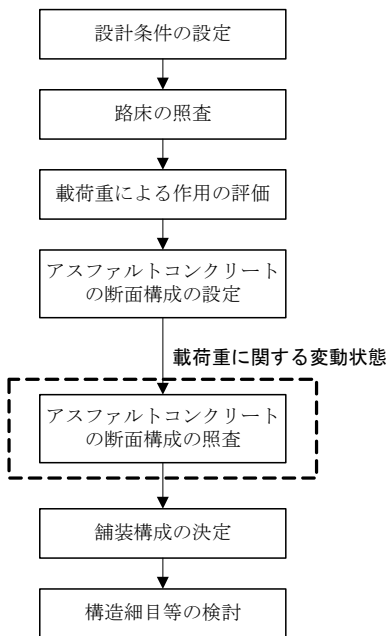 設計条件の設定
路床の照査
載荷重による作用の評価
アスファルトコンクリート
の断面構成の設定
載荷重に関する変動状態
アスファルトコンクリート
の断面構成の照査
舗装構成の決定
構造細目等の検討